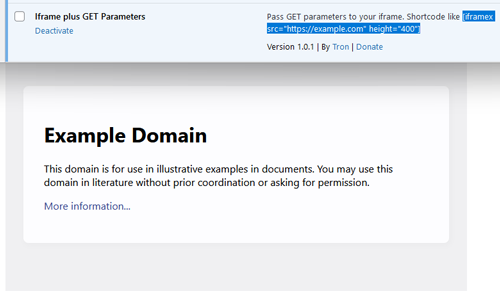 Iframe plus GET Parameters
Deactivate
Pass GET parameters to your iframe. Shortcode like [iframex
src="https://example.com" height="400"]
Version 1.0.1 | By Tron | Donate
Example Domain
This domain is for use in illustrative examples in documents. You may use this
domain in literature without prior coordination or asking for permission.
More information...